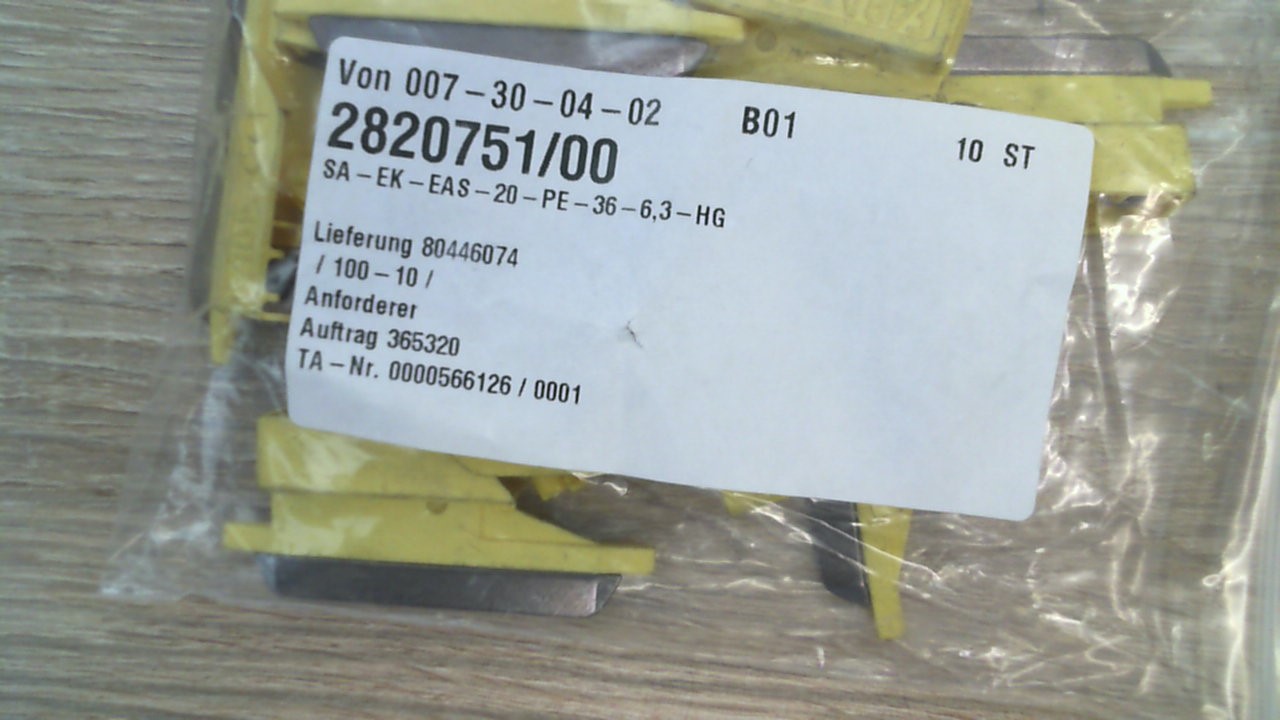 Von 007-30-04-02 B01 10 ST
2820751/00
SA-EK-EAS-20-PE-36-6,3-HG
Lieferung 80446074
/ 100-10 /
Anforderer
Auftrag 365320
TA-Nr. 0000566126 / 0001